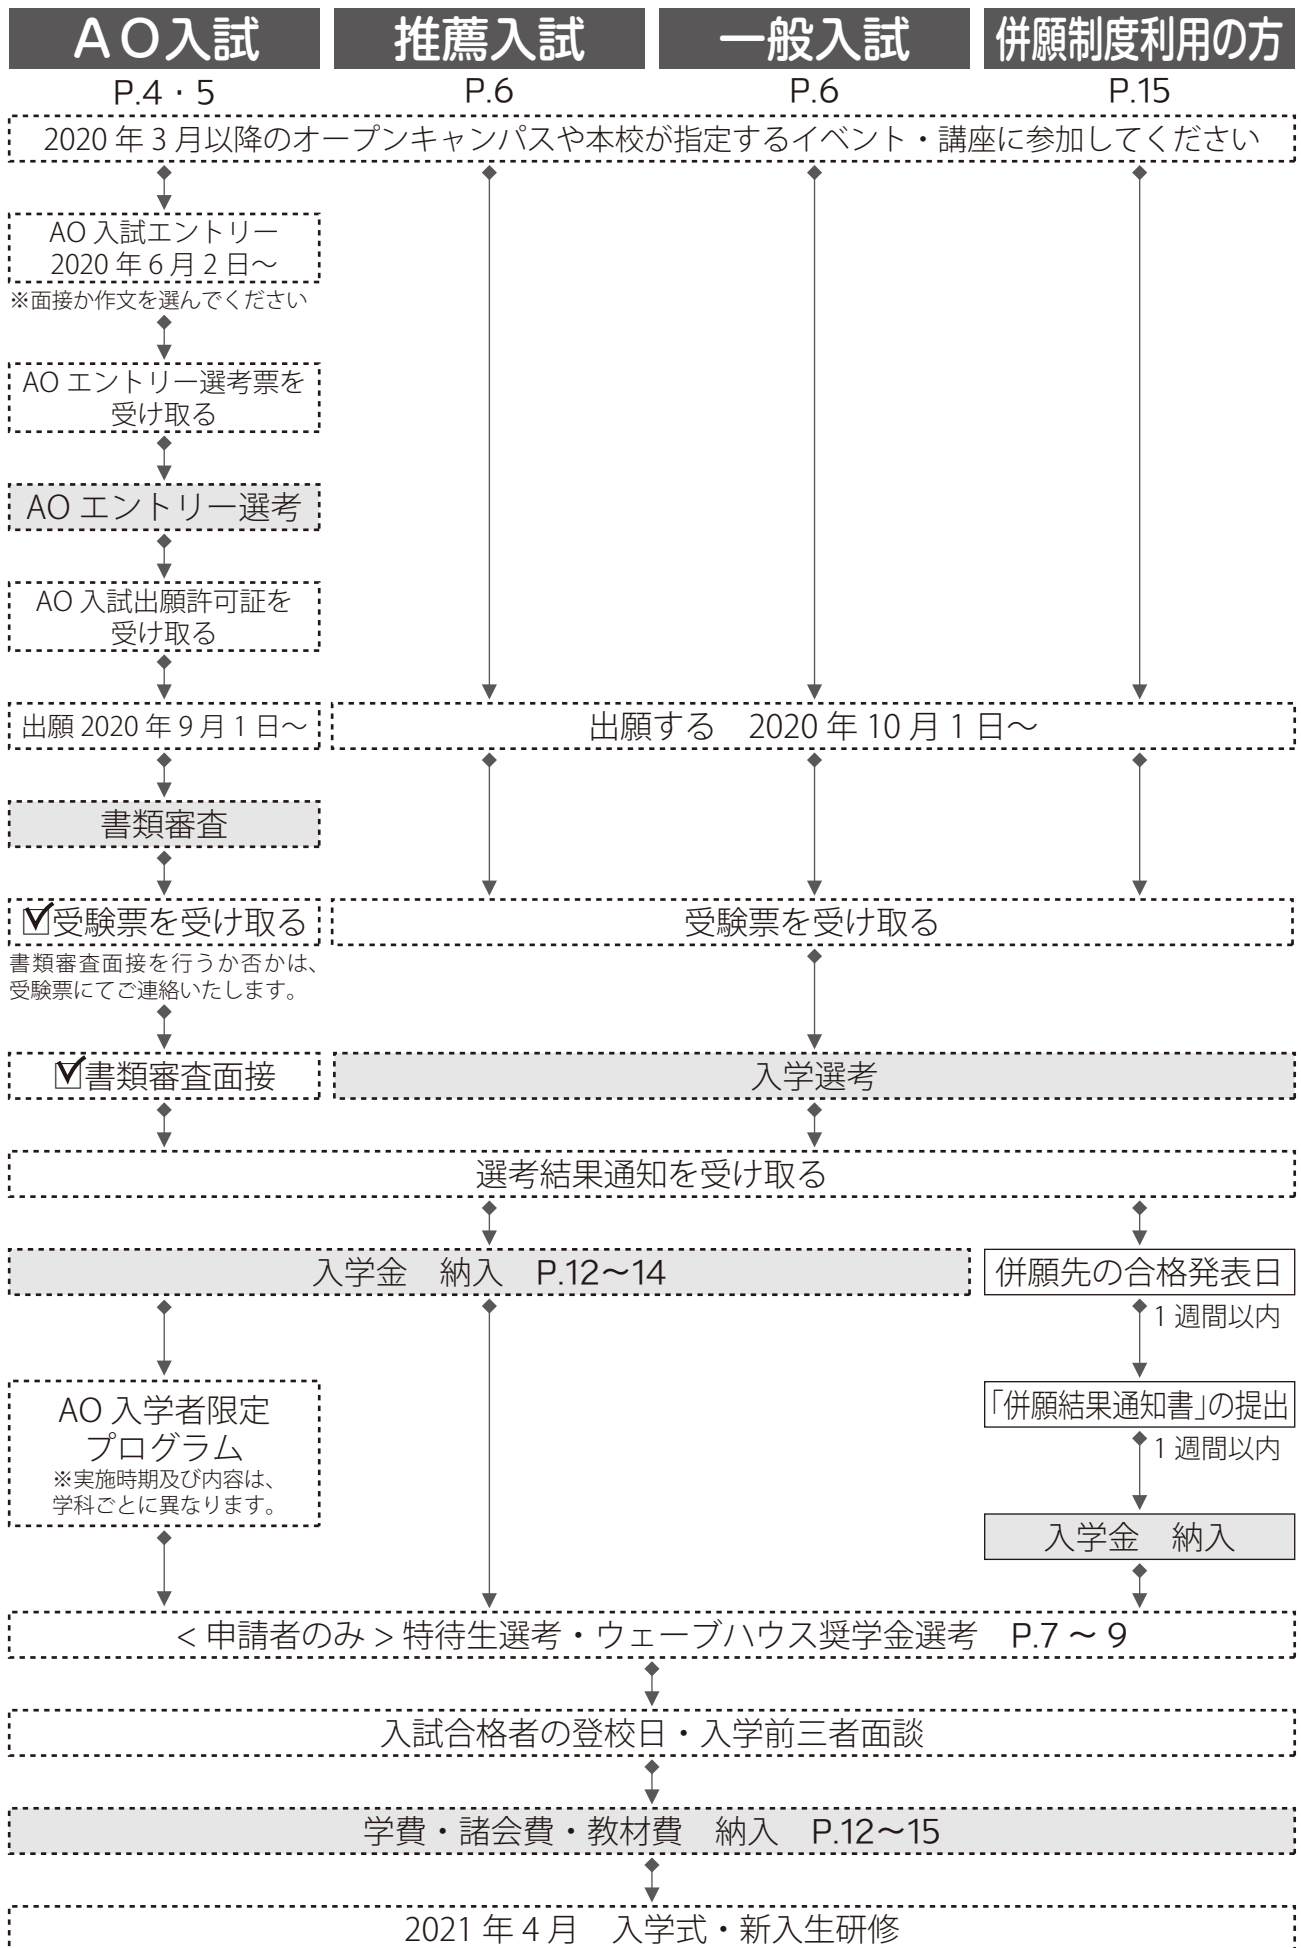 AO入試
推薦入試
一般入試
併願制度利用の方
P.4・5
P.6
P.6
P.15
2020年3月以降のオープンキャンパスや本校が指定するイベント・講座に参加してください
AO入試エントリー
2020年6月2日～
※面接か作文を選んでください
AOエントリー選考票を
受け取る
AOエントリー選考
AO入試出願許可証を
受け取る
出願2020年9月1日～
出願する　2020年10月1日～
書類審査
受験票を受け取る
受験票を受け取る
書類審査面接を行うか否かは、
受験票にてご連絡いたします。
書類審査面接
入学選考
選考結果通知を受け取る
入学金　納入　P.12～14
併願先の合格発表日
1週間以内
AO入学者限定
プログラム
※実施時期及び内容は、
学科ごとに異なります。
「併願結果通知書」の提出
1週間以内
入学金　納入
<申請者のみ>特待生選考・ウェーブハウス奨学金選考　P.7～9
入試合格者の登校日・入学前三者面談
学費・諸会費・教材費　納入　P.12～15
2021年4月　入学式・新入生研修